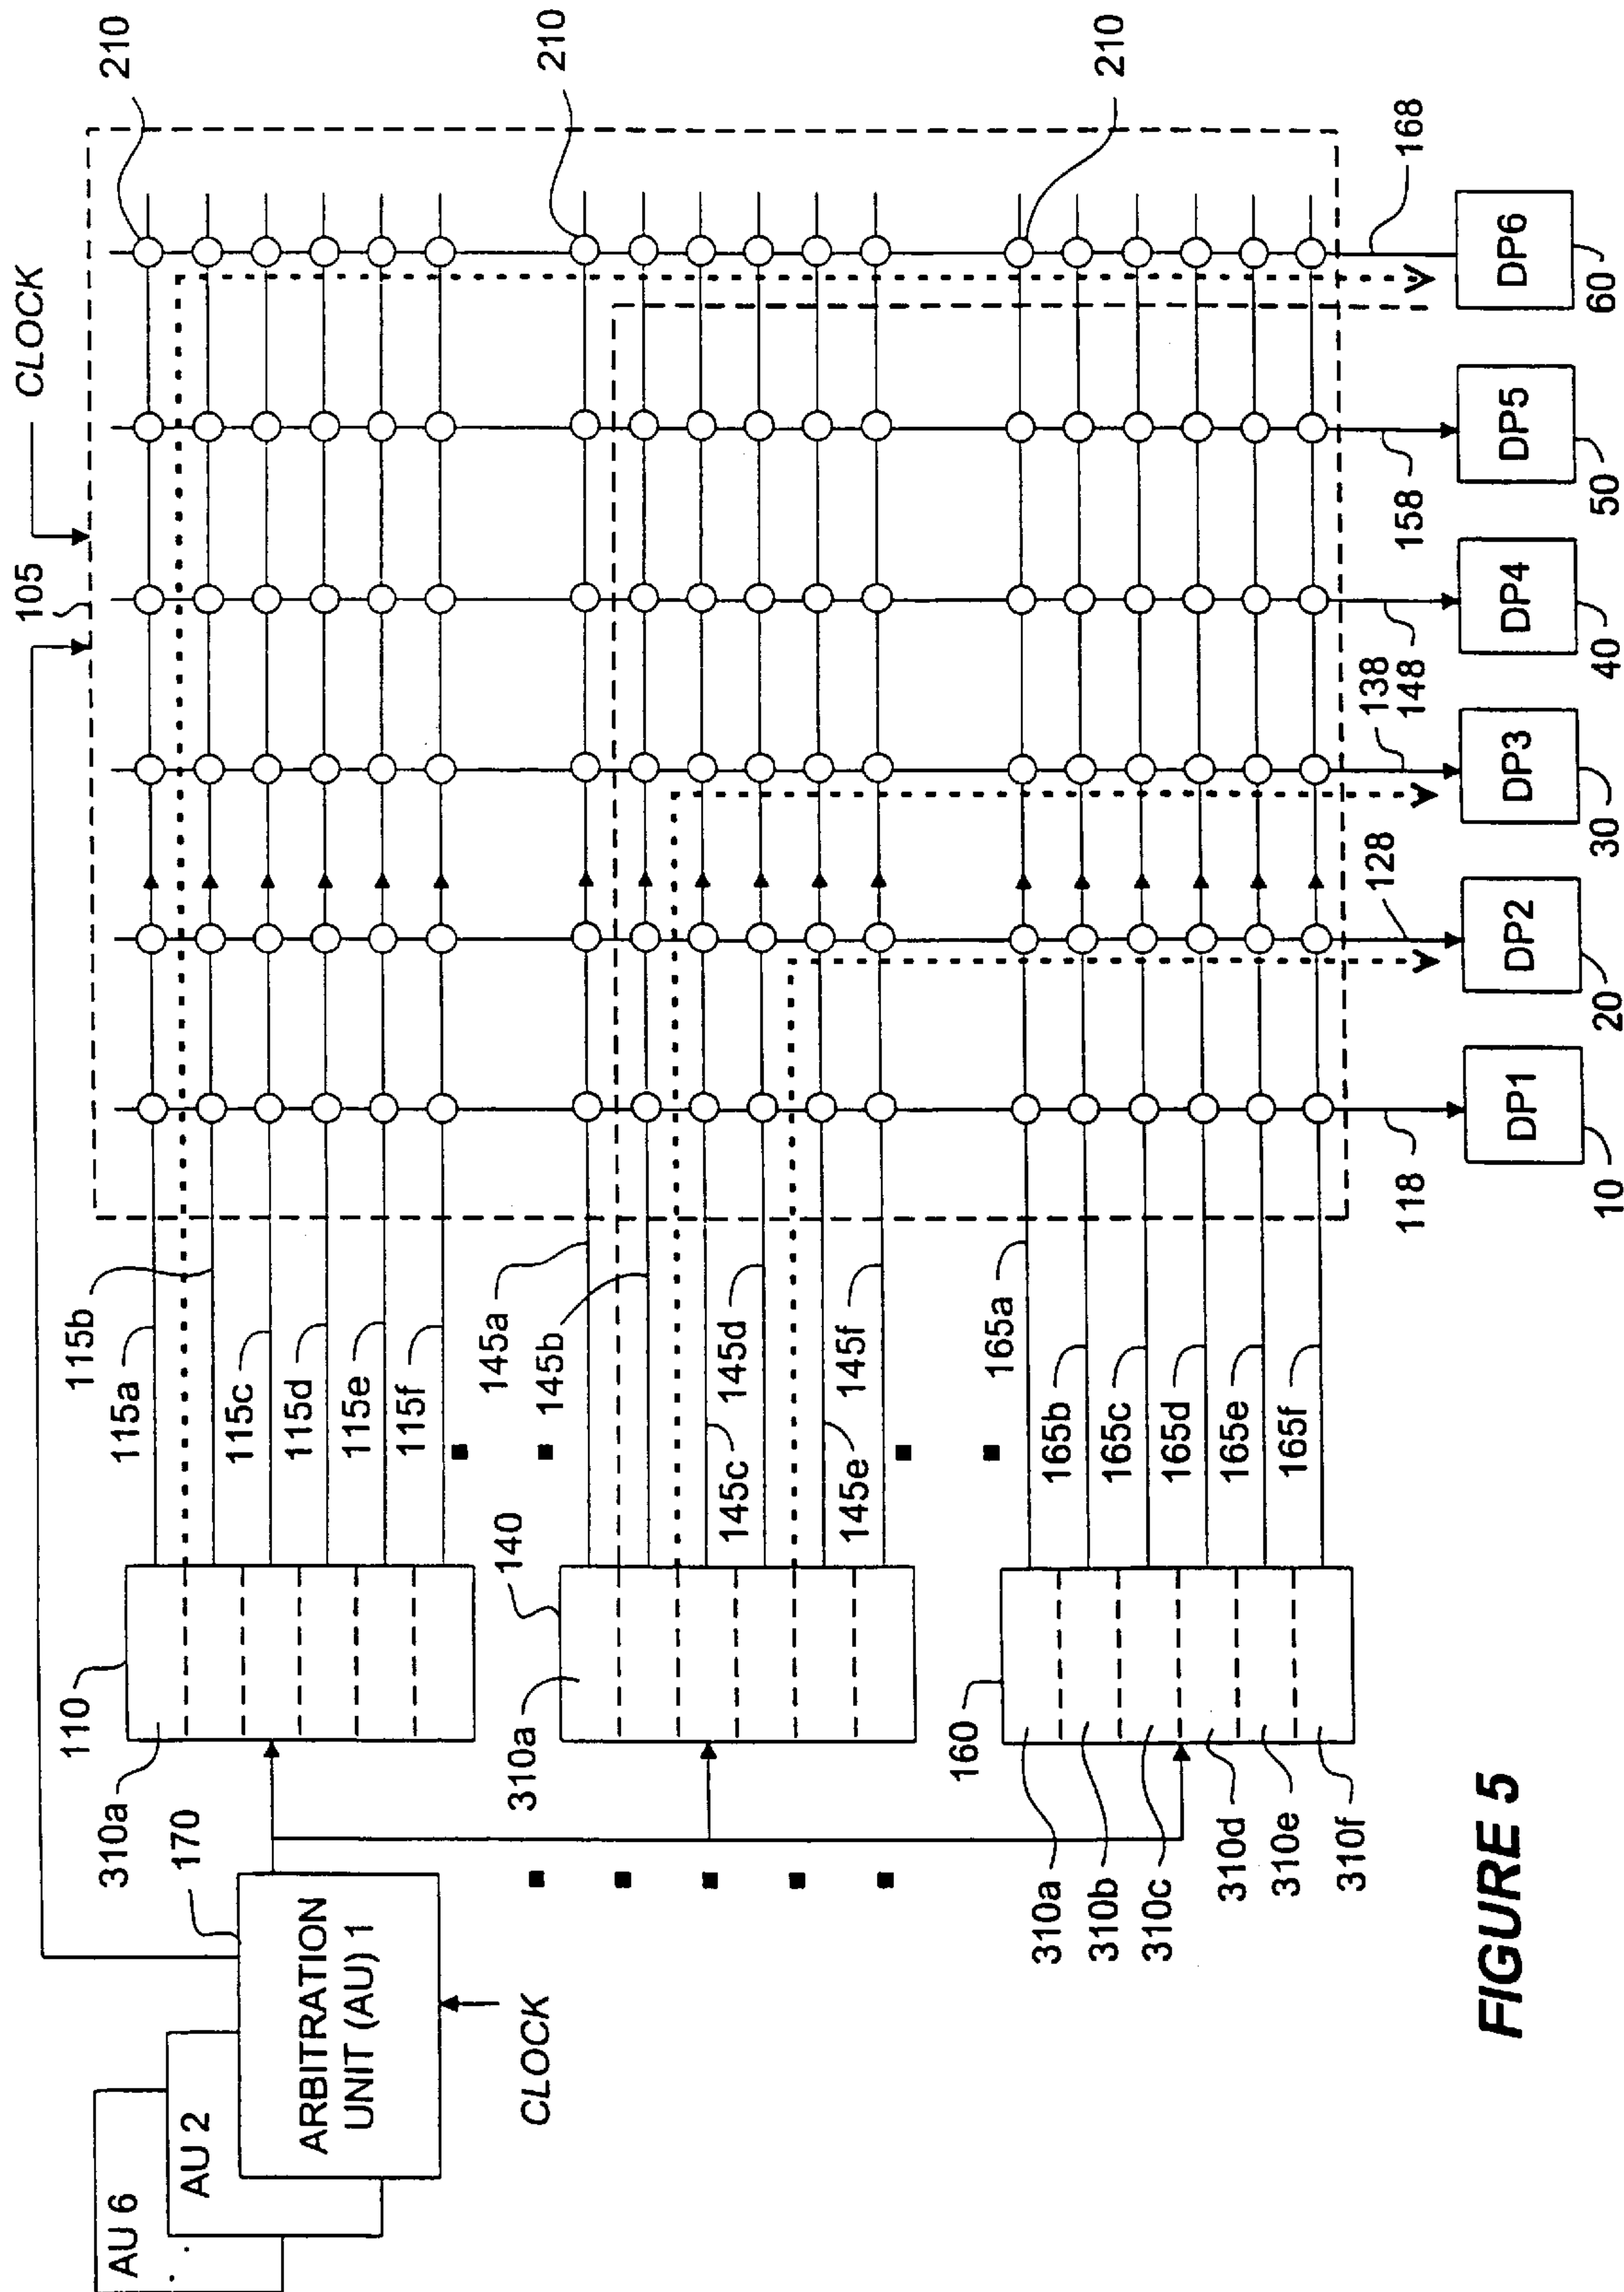 CLOCK
105
210
210
210
AU 6
AU 2
ARBITRATION
UNIT (AU) 1
170
CLOCK
110
310a
115a
115b
115c
115d
115e
115f
140
310a
145a
145b
145c
145d
145e
145f
160
310a
310b
310c
310d
310e
310f
165a
165b
165c
165d
165e
165f
118
128
138
148
158
168
DP1
DP2
DP3
DP4
DP5
DP6
10
20
30
40
50
60
FIGURE 5